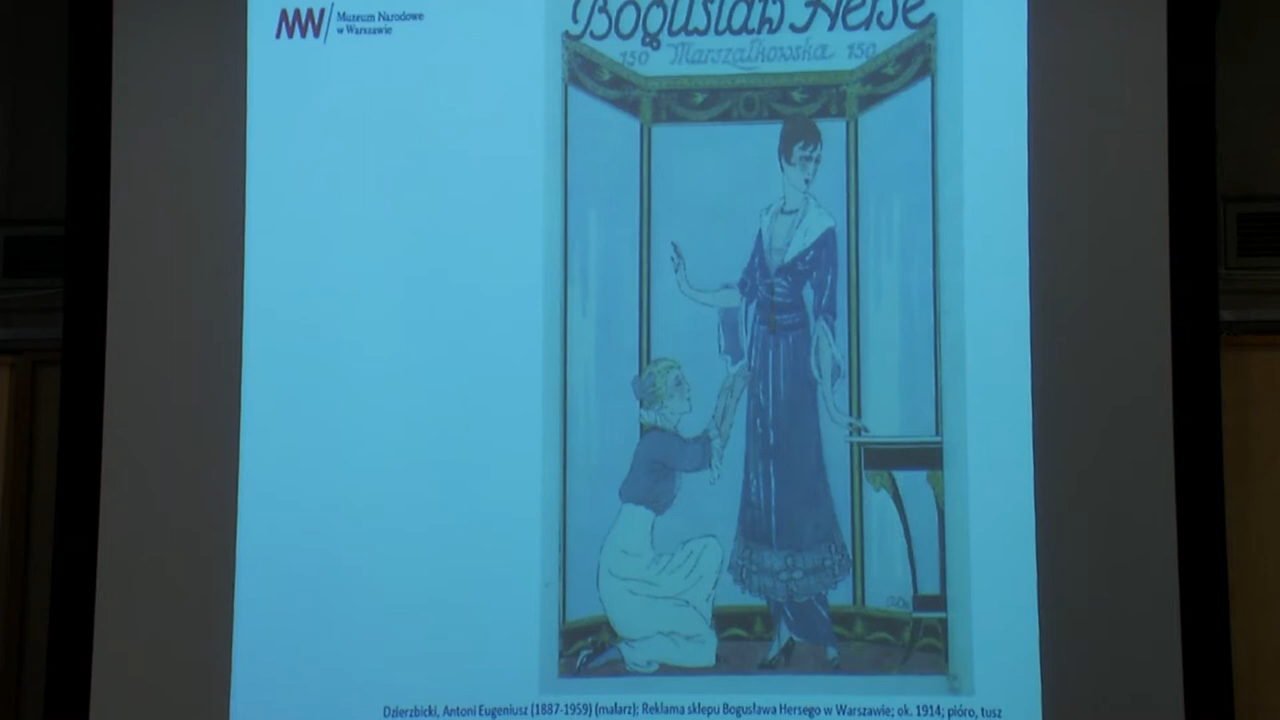 Muzeum Narodowe
w Warszawie
Bogusław Herse
150 Marszałkowska 150
Dzierzbicki, Antoni Eugeniusz (1887-1959) (malarz); Reklama sklepu Bogusława Hersego w Warszawie; ok. 1914; pióro, tusz